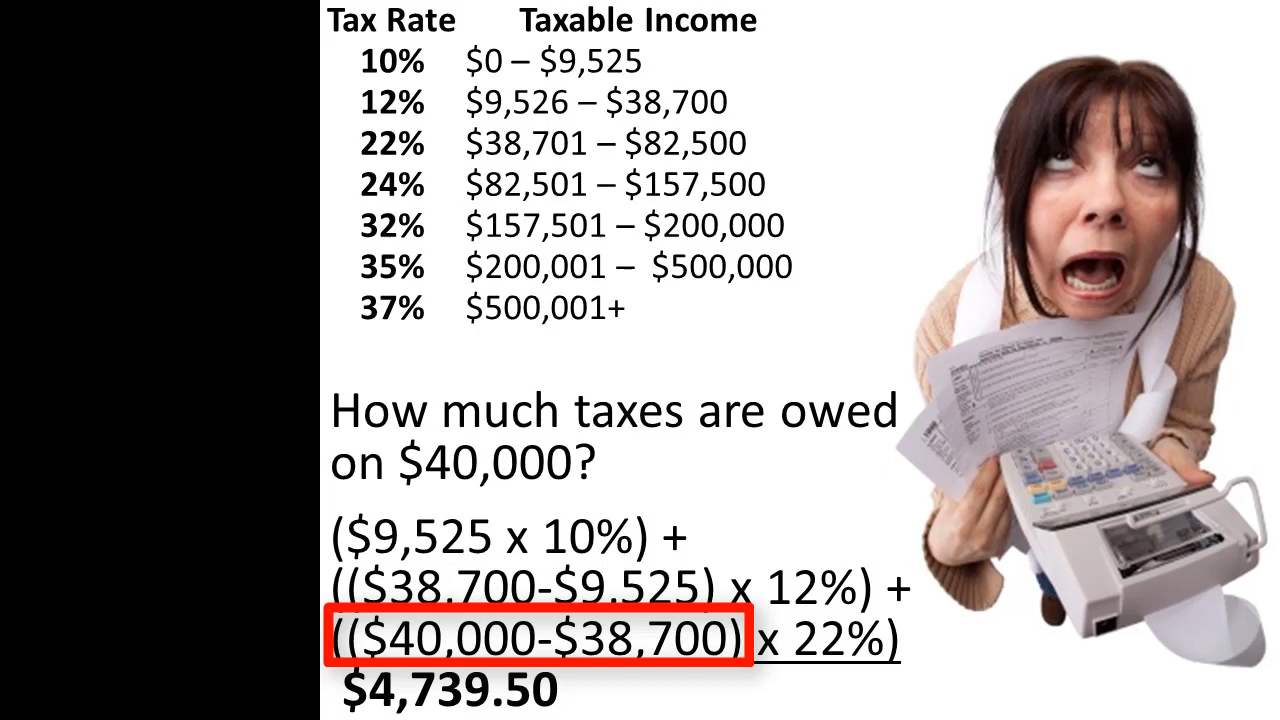 Tax Rate Taxable Income
10% $0 – $9,525
12% $9,526 – $38,700
22% $38,701 – $82,500
24% $82,501 – $157,500
32% $157,501 – $200,000
35% $200,001 – $500,000
37% $500,001+
How much taxes are owed
on $40,000?
($9,525 x 10%) +
(($38,700-$9,525) x 12%) +
(($40,000-$38,700) x 22%)
$4,739.50